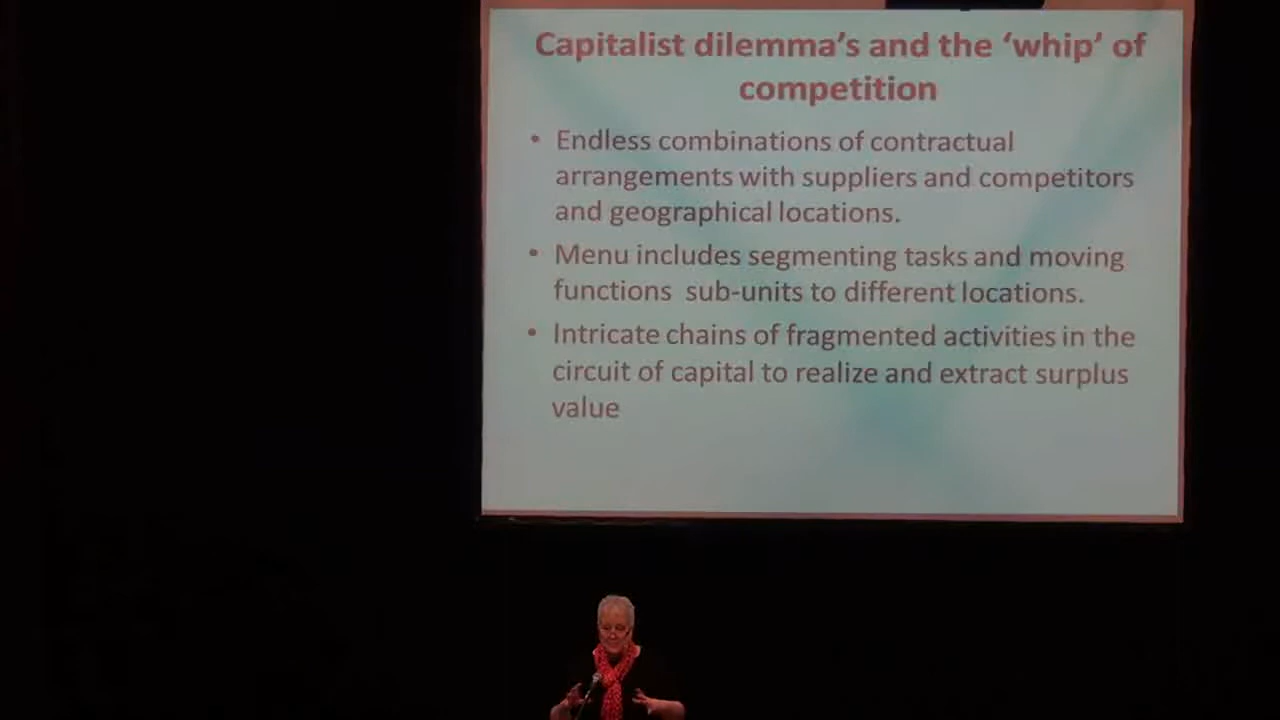 Capitalist dilemma’s and the ‘whip’ of
competition
• Endless combinations of contractual
arrangements with suppliers and competitors
and geographical locations.
• Menu includes segmenting tasks and moving
functions  sub-units to different locations.
• Intricate chains of fragmented activities in the
circuit of capital to realize and extract surplus
value